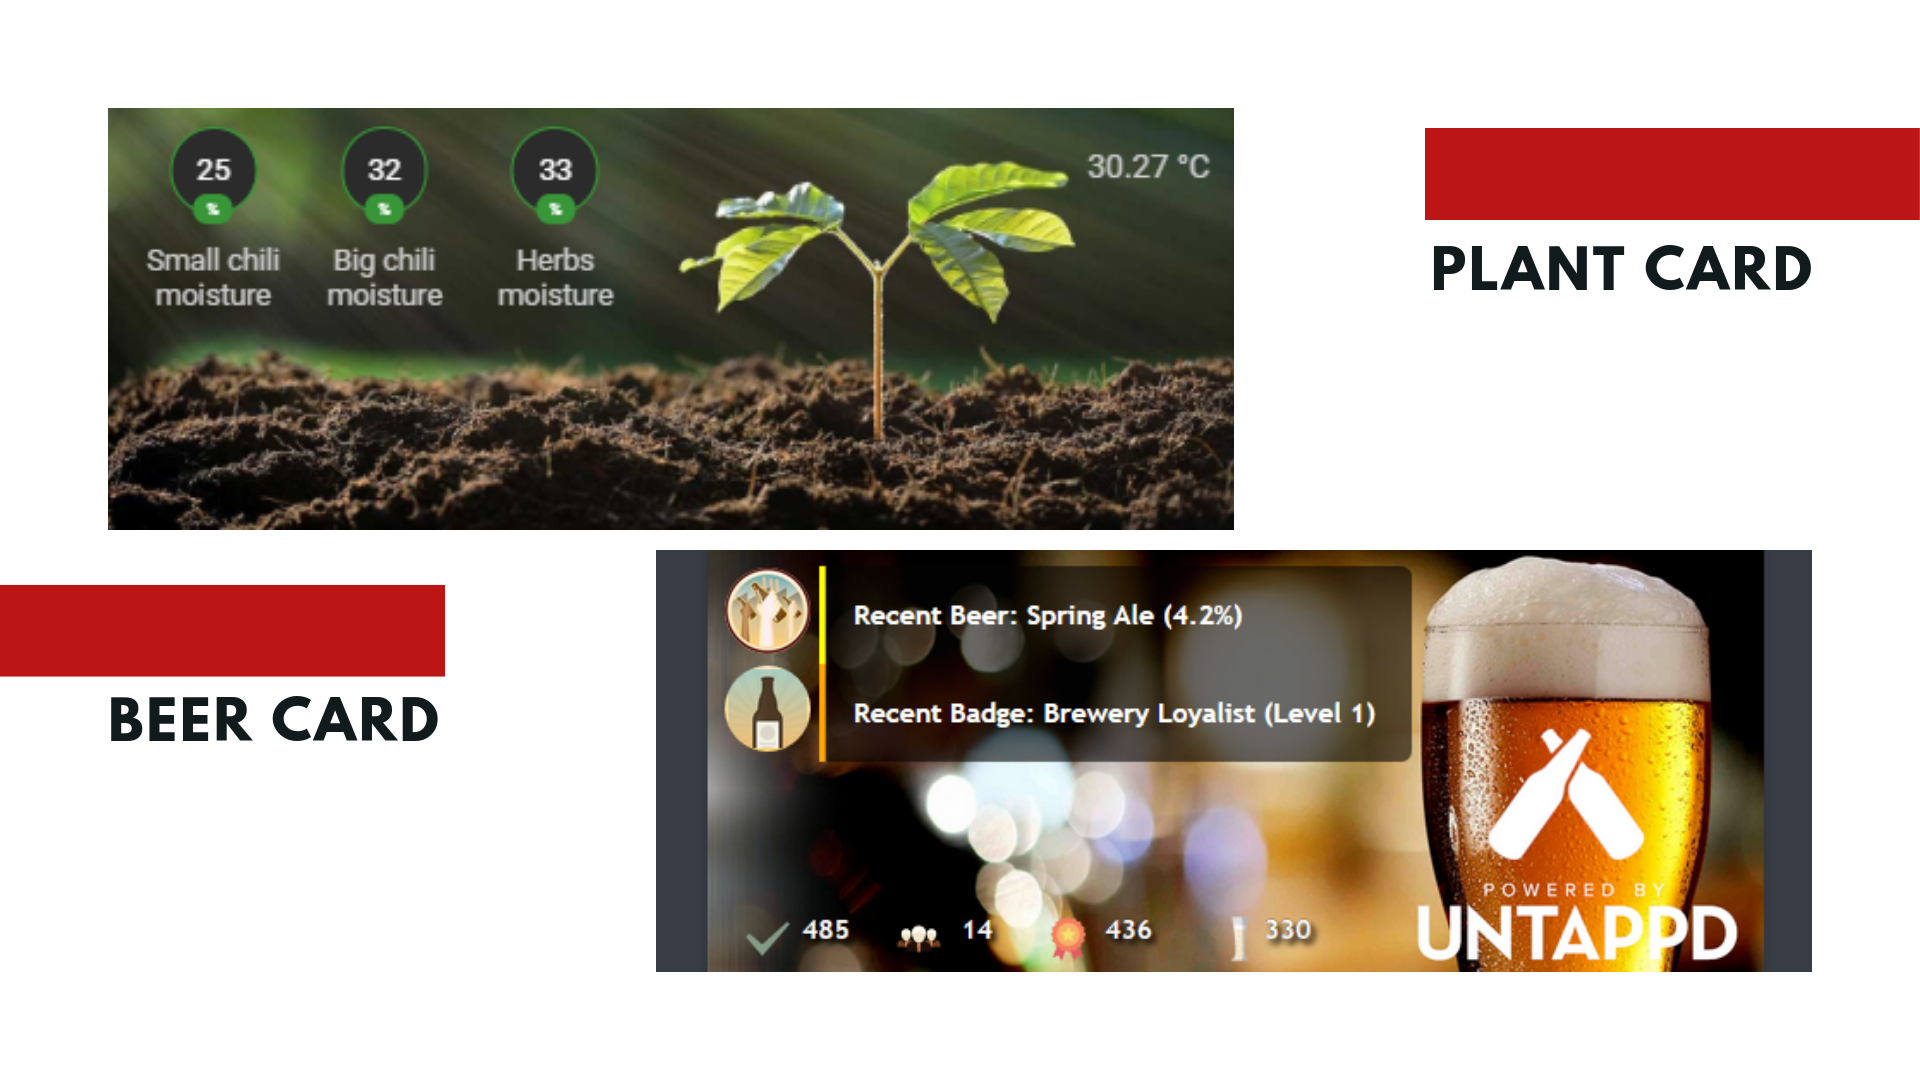 25
%
Small chili
moisture
32
%
Big chili
moisture
33
%
Herbs
moisture
30.27 °C
PLANT CARD
BEER CARD
Recent Beer: Spring Ale (4.2%)
Recent Badge: Brewery Loyalist (Level 1)
485
14
436
330
POWERED BY
UNTAPPD